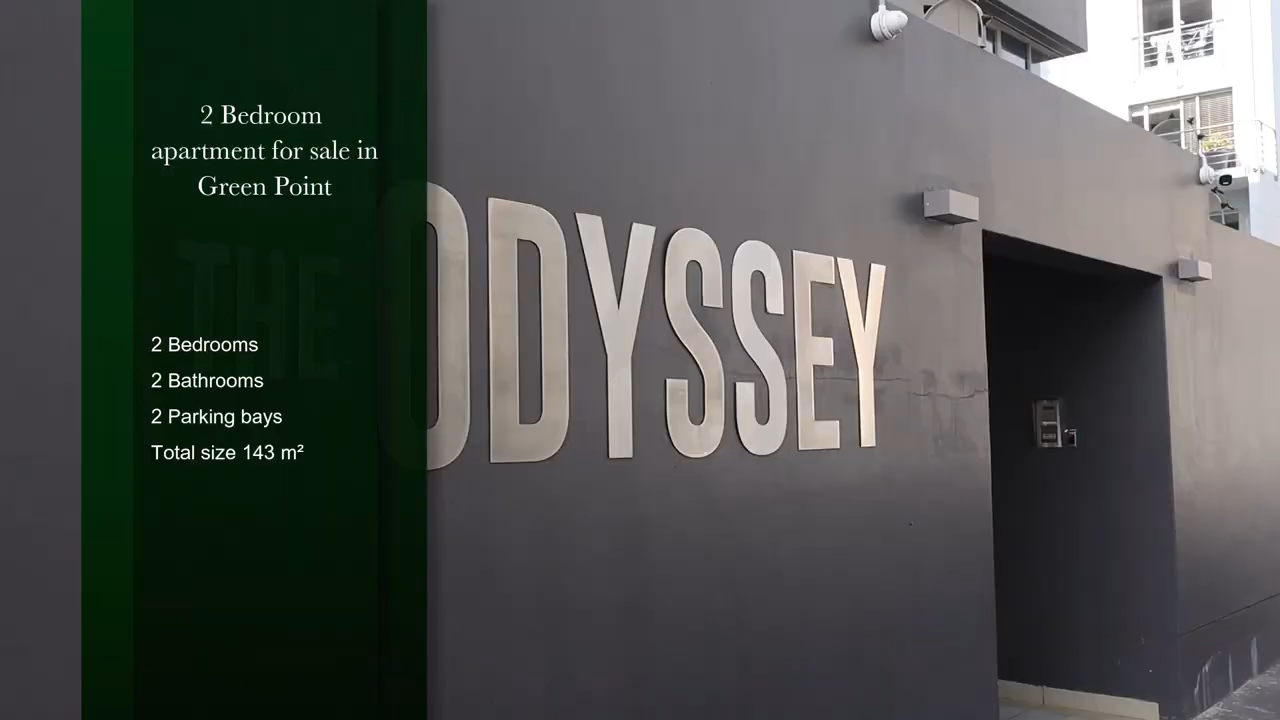 2 Bedroom
apartment for sale in
Green Point
THE ODYSSEY
2 Bedrooms
2 Bathrooms
2 Parking bays
Total size 143 m²